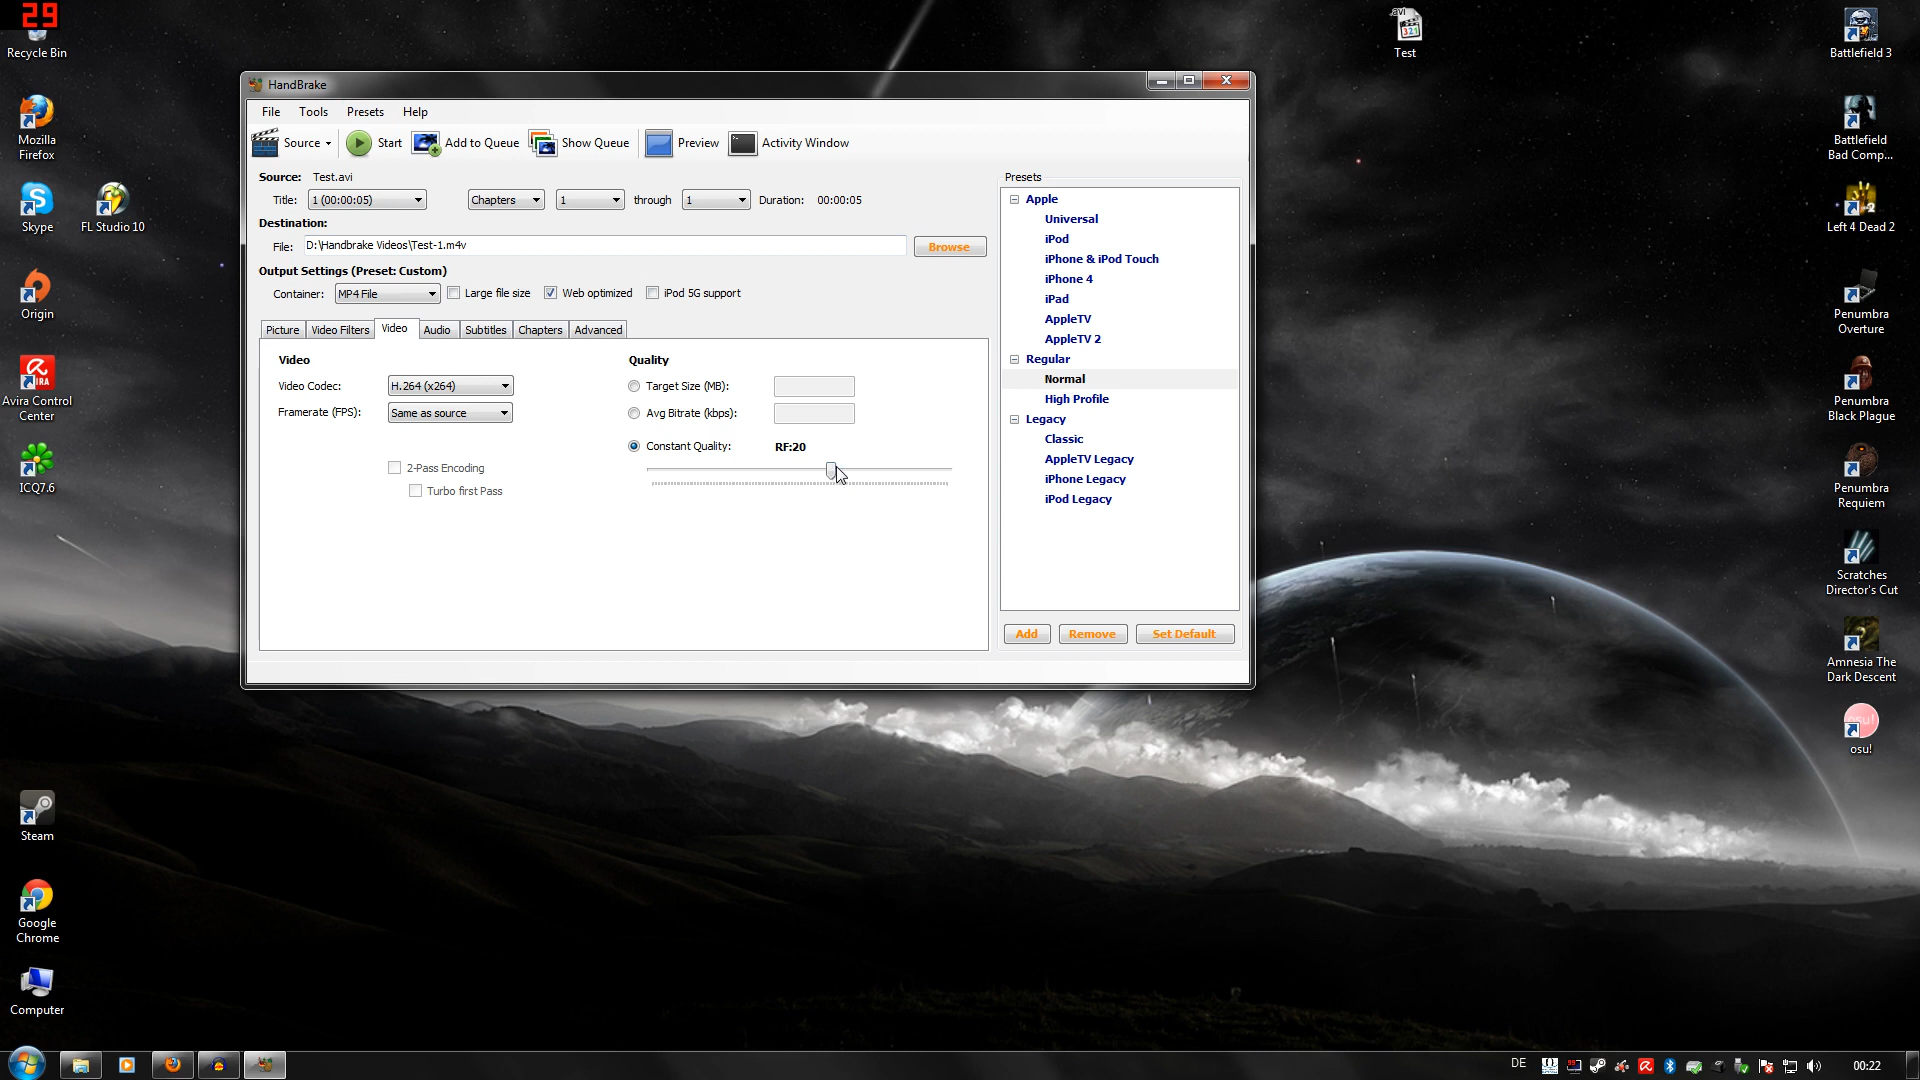 29
Recycle Bin
Mozilla
Firefox
Skype
FL Studio 10
Origin
Avira Control
Center
ICQ7.6
Steam
Google
Chrome
Computer
.avi
321
Test
HandBrake
File Tools Presets Help
Source Start Add to Queue Show Queue Preview Activity Window
Source: Test.avi
Title: 1 (00:00:05) Chapters 1 through 1 Duration: 00:00:05
Destination:
File: D:\Handbrake Videos\Test-1.m4v Browse
Output Settings (Preset: Custom)
Container: MP4 File Large file size Web optimized iPod 5G support
Picture Video Filters Video Audio Subtitles Chapters Advanced
Video
Video Codec: H.264 (x264)
Framerate (FPS): Same as source
2-Pass Encoding
Turbo first Pass
Quality
Target Size (MB):
Avg Bitrate (kbps):
Constant Quality: RF:20
Presets
Apple
Universal
iPod
iPhone & iPod Touch
iPhone 4
iPad
AppleTV
AppleTV 2
Regular
Normal
High Profile
Legacy
Classic
AppleTV Legacy
iPhone Legacy
iPod Legacy
Add Remove Set Default
Battlefield 3
Battlefield
Bad Comp...
Left 4 Dead 2
Penumbra
Overture
Penumbra
Black Plague
Penumbra
Requiem
Scratches
Director's Cut
Amnesia The
Dark Descent
osu!
osu!
DE
00:22